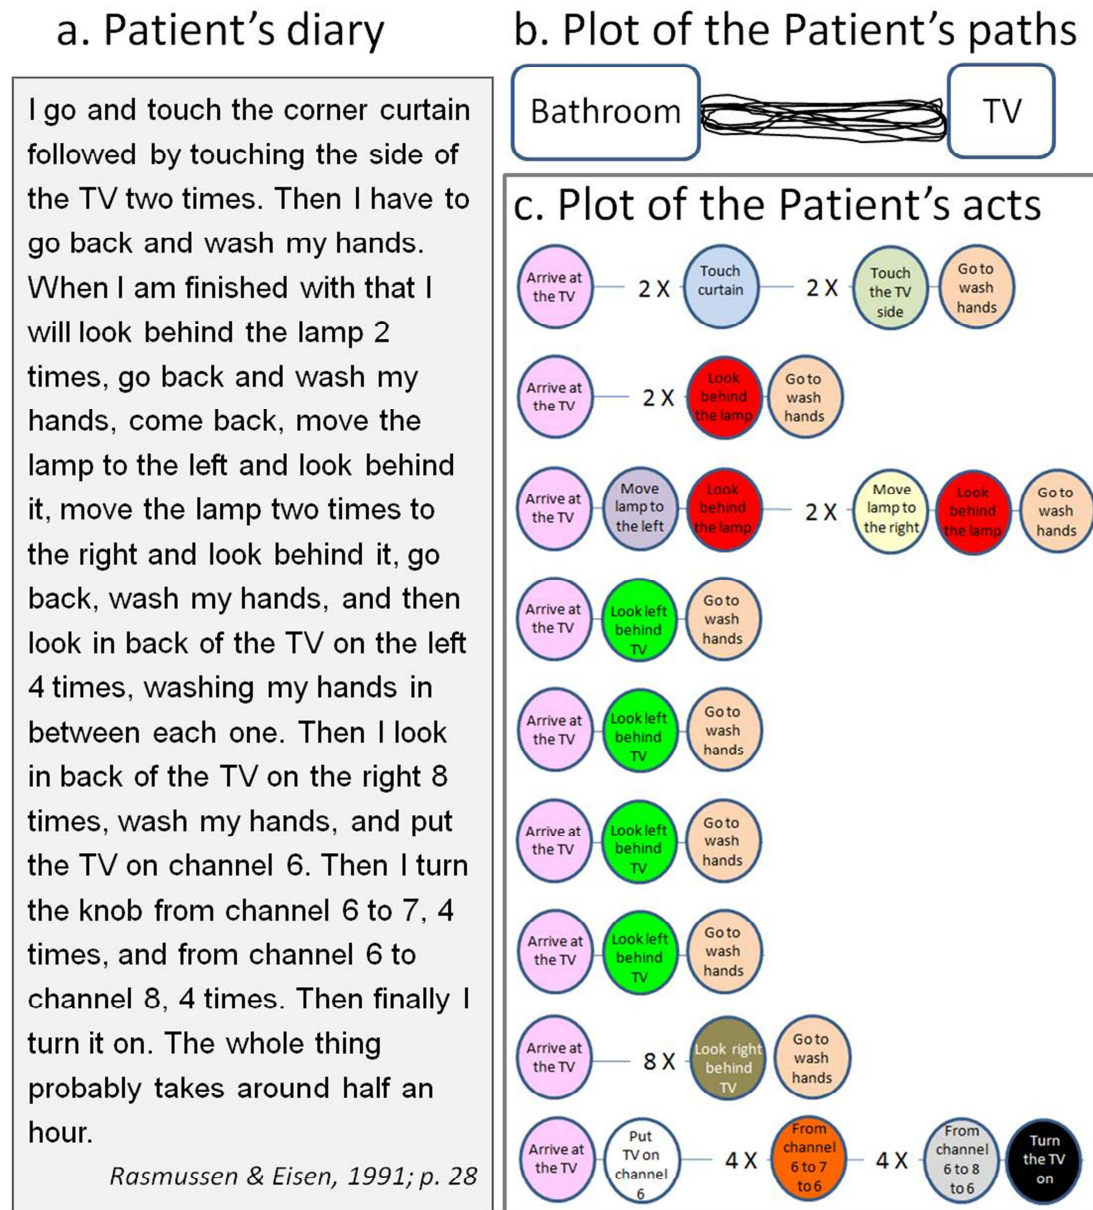 a. Patient’s diary
I go and touch the corner curtain
followed by touching the side of
the TV two times. Then I have to
go back and wash my hands.
When I am finished with that I
will look behind the lamp 2
times, go back and wash my
hands, come back, move the
lamp to the left and look behind
it, move the lamp two times to
the right and look behind it, go
back, wash my hands, and then
look in back of the TV on the left
4 times, washing my hands in
between each one. Then I look
in back of the TV on the right 8
times, wash my hands, and put
the TV on channel 6. Then I turn
the knob from channel 6 to 7, 4
times, and from channel 6 to
channel 8, 4 times. Then finally I
turn it on. The whole thing
probably takes around half an
hour.
Rasmussen & Eisen, 1991; p. 28
b. Plot of the Patient’s paths
Bathroom
TV
c. Plot of the Patient’s acts
Arrive at
the TV
2 X
Touch
curtain
2 X
Touch
the TV
side
Go to
wash
hands
Arrive at
the TV
2 X
Look
behind
the lamp
Go to
wash
hands
Arrive at
the TV
Move
lamp to
the left
Look
behind
the lamp
2 X
Move
lamp to
the right
Look
behind
the lamp
Go to
wash
hands
Arrive at
the TV
Look left
behind
TV
Go to
wash
hands
Arrive at
the TV
Look left
behind
TV
Go to
wash
hands
Arrive at
the TV
Look left
behind
TV
Go to
wash
hands
Arrive at
the TV
Look left
behind
TV
Go to
wash
hands
Arrive at
the TV
8 X
Look right
behind
TV
Go to
wash
hands
Arrive at
the TV
Put
TV on
channel
6
4 X
From
channel
6 to 7
to 6
4 X
From
channel
6 to 8
to 6
Turn
the TV
on